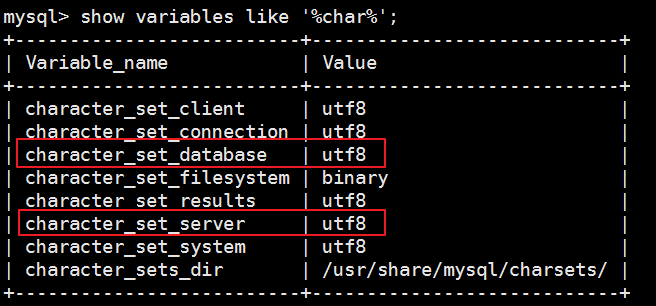 mysql> show variables like '%char%';
+--------------------------+----------------------------+
| Variable_name            | Value                      |
+--------------------------+----------------------------+
| character_set_client     | utf8                       |
| character_set_connection | utf8                       |
| character_set_database   | utf8                       |
| character_set_filesystem | binary                     |
| character_set_results    | utf8                       |
| character_set_server     | utf8                       |
| character_set_system     | utf8                       |
| character_sets_dir       | /usr/share/mysql/charsets/ |
+--------------------------+----------------------------+